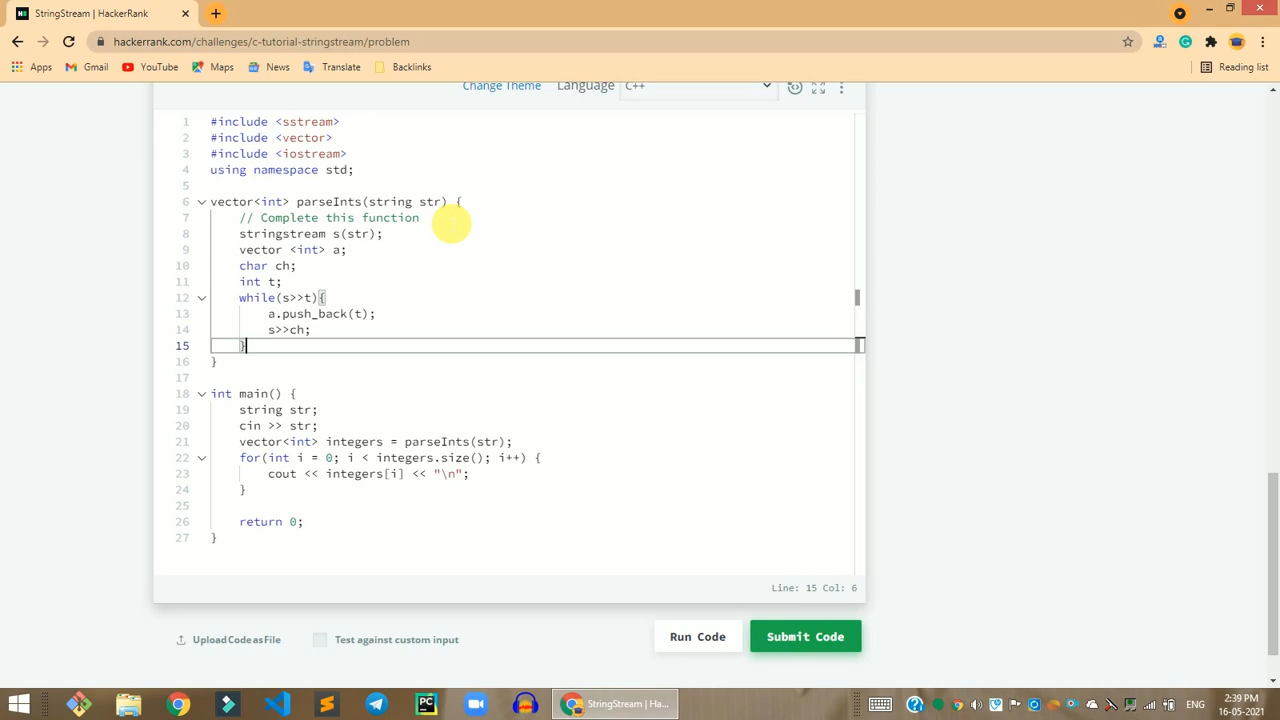 StringStream | HackerRank
hackerrank.com/challenges/c-tutorial-stringstream/problem
Apps Gmail YouTube Maps News Translate Backlinks Reading list
Change Theme Language C++
1 #include <sstream>
2 #include <vector>
3 #include <iostream>
4 using namespace std;
5
6 vector<int> parseInts(string str) {
7 // Complete this function
8 stringstream s(str);
9 vector <int> a;
10 char ch;
11 int t;
12 while(s>>t){
13 a.push_back(t);
14 s>>ch;
15 }
16 }
17
18 int main() {
19 string str;
20 cin >> str;
21 vector<int> integers = parseInts(str);
22 for(int i = 0; i < integers.size(); i++) {
23 cout << integers[i] << "\n";
24 }
25
26 return 0;
27 }
Line: 15 Col: 6
Upload Code as File Test against custom input Run Code Submit Code
StringStream | Ha... ENG 2:39 PM
16-05-2021